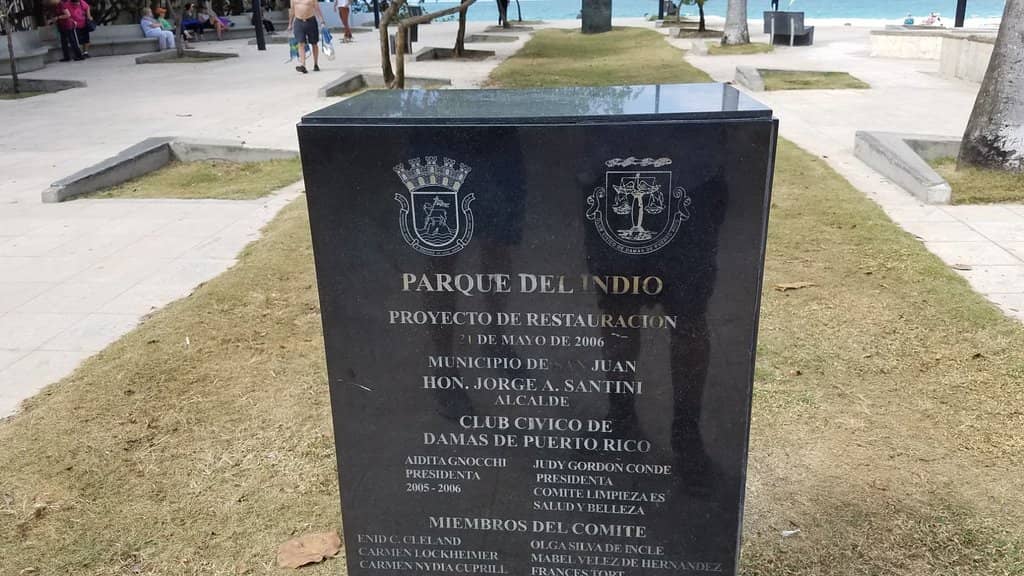 PARQUE DEL INDIO
PROYECTO DE RESTAURACION
21 DE MAYO DE 2006
MUNICIPIO DE SAN JUAN
HON. JORGE A. SANTINI
ALCALDE
CLUB CIVICO DE
DAMAS DE PUERTO RICO
AIDITA GNOCCHI
PRESIDENTA
2005 - 2006
JUDY GORDON CONDE
PRESIDENTA
COMITE LIMPIEZA ES
SALUD Y BELLEZA
MIEMBROS DEL COMITE
ENID C. CLELAND
CARMEN LOCKHEIMER
CARMEN NYDIA CUPRILL
OLGA SILVA DE INCLE
MABEL VELEZ DE HERNANDEZ
FRANCES TORT